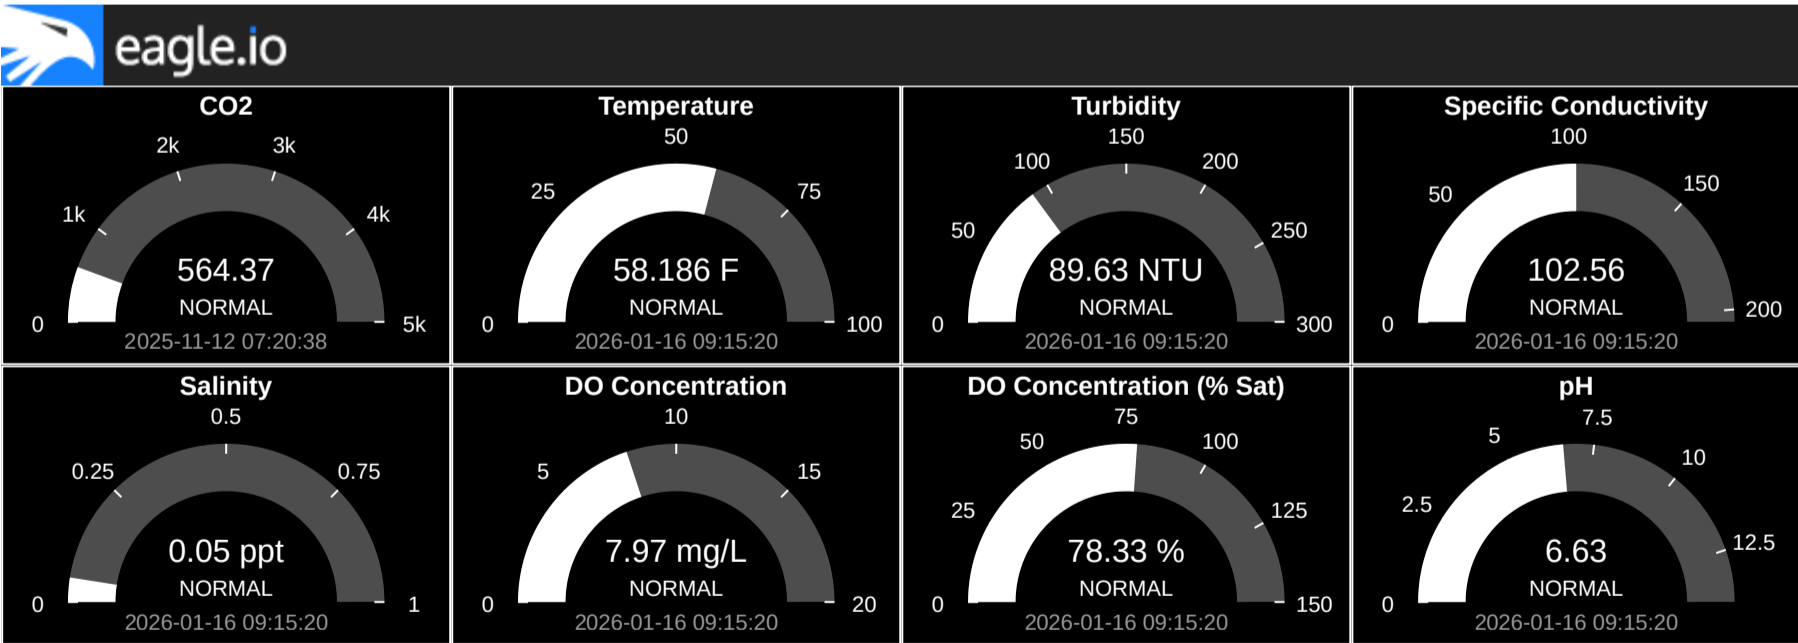 eagle.io
CO2
0
1k
2k
3k
4k
5k
564.37
NORMAL
2025-11-12 07:20:38
Temperature
0
25
50
75
100
58.186 F
NORMAL
2026-01-16 09:15:20
Turbidity
0
50
100
150
200
250
300
89.63 NTU
NORMAL
2026-01-16 09:15:20
Specific Conductivity
0
50
100
150
200
102.56
NORMAL
2026-01-16 09:15:20
Salinity
0
0.25
0.5
0.75
1
0.05 ppt
NORMAL
2026-01-16 09:15:20
DO Concentration
0
5
10
15
20
7.97 mg/L
NORMAL
2026-01-16 09:15:20
DO Concentration (% Sat)
0
25
50
75
100
125
150
78.33 %
NORMAL
2026-01-16 09:15:20
pH
0
2.5
5
7.5
10
12.5
6.63
NORMAL
2026-01-16 09:15:20